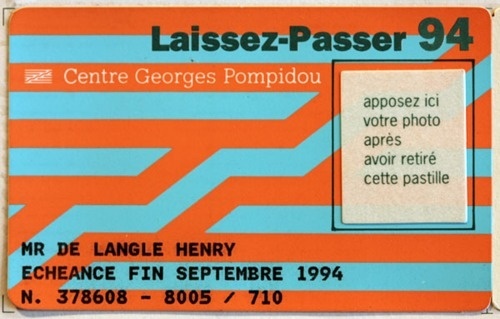 Laissez-Passer 94
Centre Georges Pompidou
apposez ici
votre photo
après
avoir retiré
cette pastille
MR DE LANGLE HENRY
ECHEANCE FIN SEPTEMBRE 1994
N. 378608 - 8005 / 710